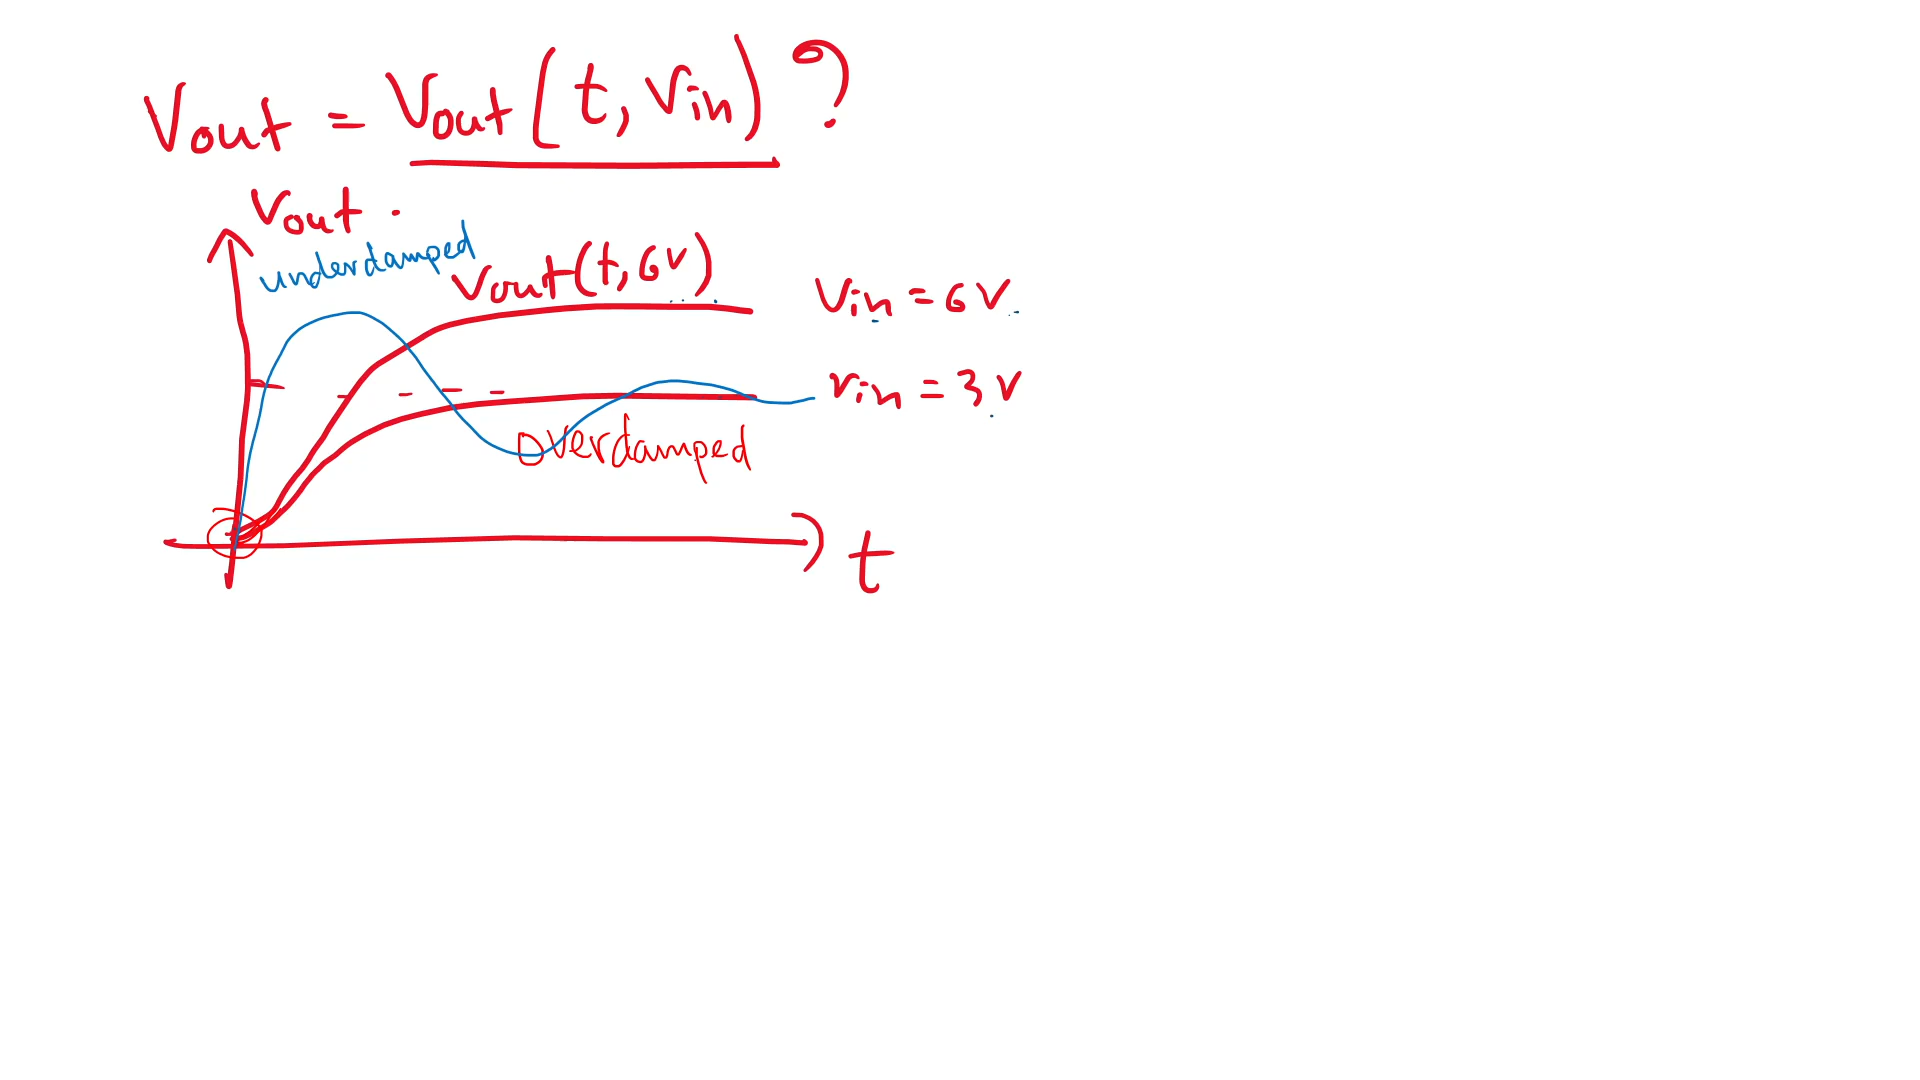 Vout = Vout(t, Vin)?
Vout
underdamped
Vout(t, 6V)
Vin = 6V
Vin = 3V
overdamped
t